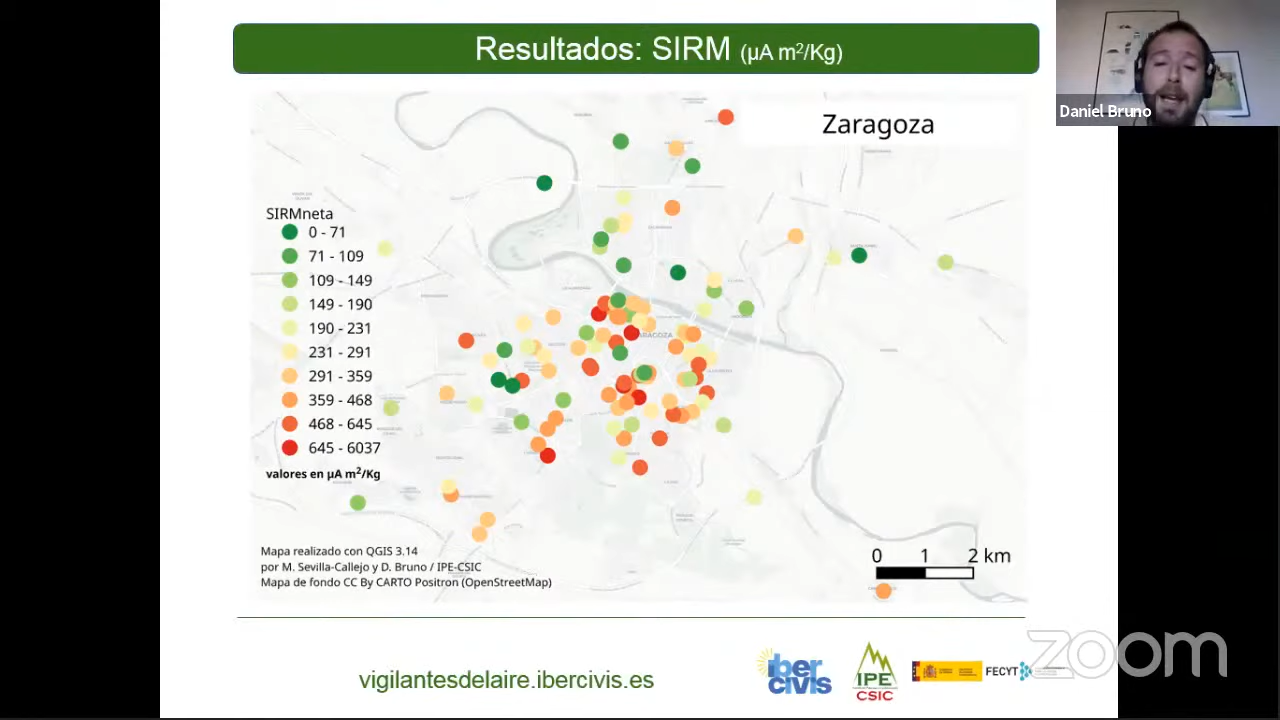 Resultados: SIRM (µA m²/Kg)
Daniel Bruno
Zaragoza
SIRMneta
0 - 71
71 - 109
109 - 149
149 - 190
190 - 231
231 - 291
291 - 359
359 - 468
468 - 645
645 - 6037
valores en µA m²/Kg
ZARAGOZA
Mapa realizado con QGIS 3.14
por M. Sevilla-Callejo y D. Bruno / IPE-CSIC
Mapa de fondo CC By CARTO Positron (OpenStreetMap)
0 1 2 km
vigilantesdelaire.ibercivis.es
iber
civis
IPE
CSIC
FECYT
zoom